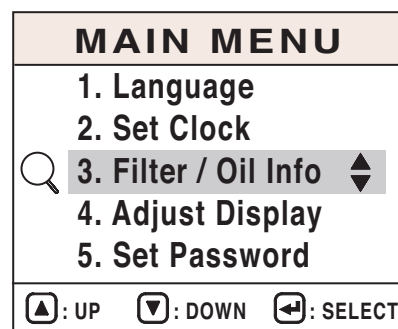 MAIN MENU
1. Language
2. Set Clock
3. Filter / Oil Info
4. Adjust Display
5. Set Password
: UP : DOWN : SELECT